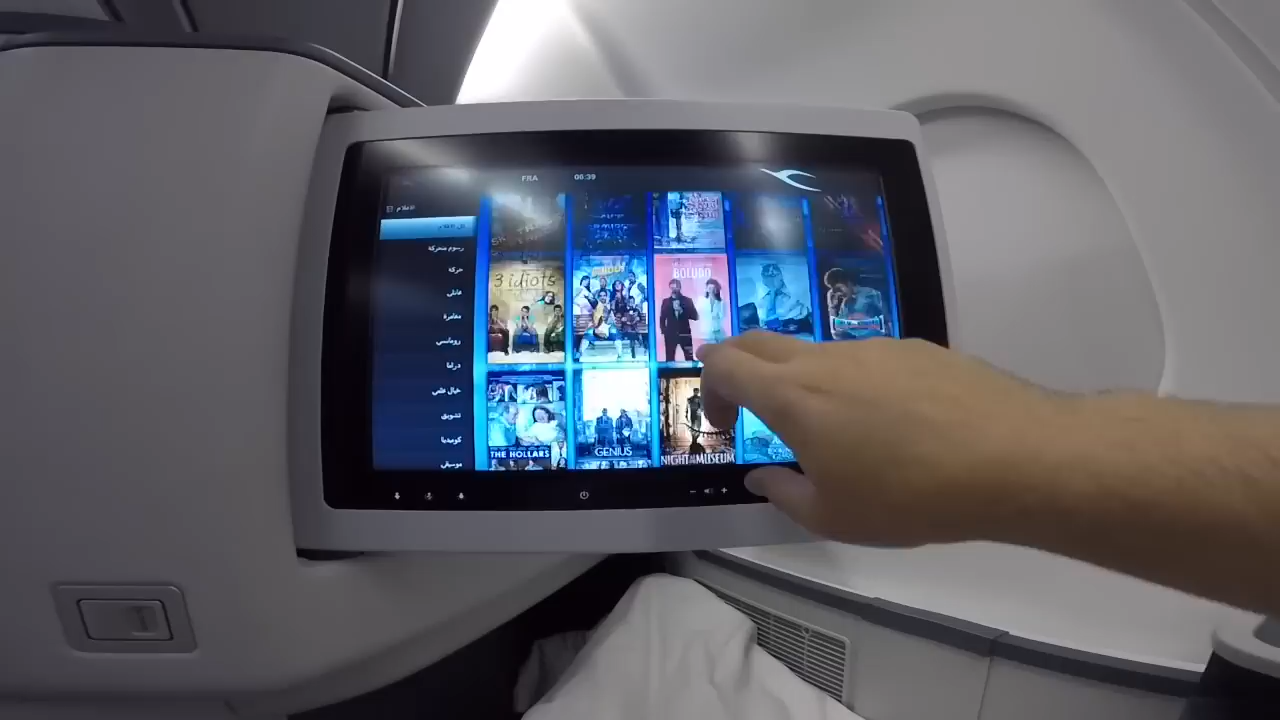 FRA 06:39
الأفلام
كل الأفلام
رسوم متحركة
حركة
عائلي
مغامرة
رومانسي
دراما
خيال علمي
تشويق
كوميديا
موسيقى
3 idiots
BOLUDO
THE HOLLARS
GENIUS
NIGHT AT THE MUSEUM